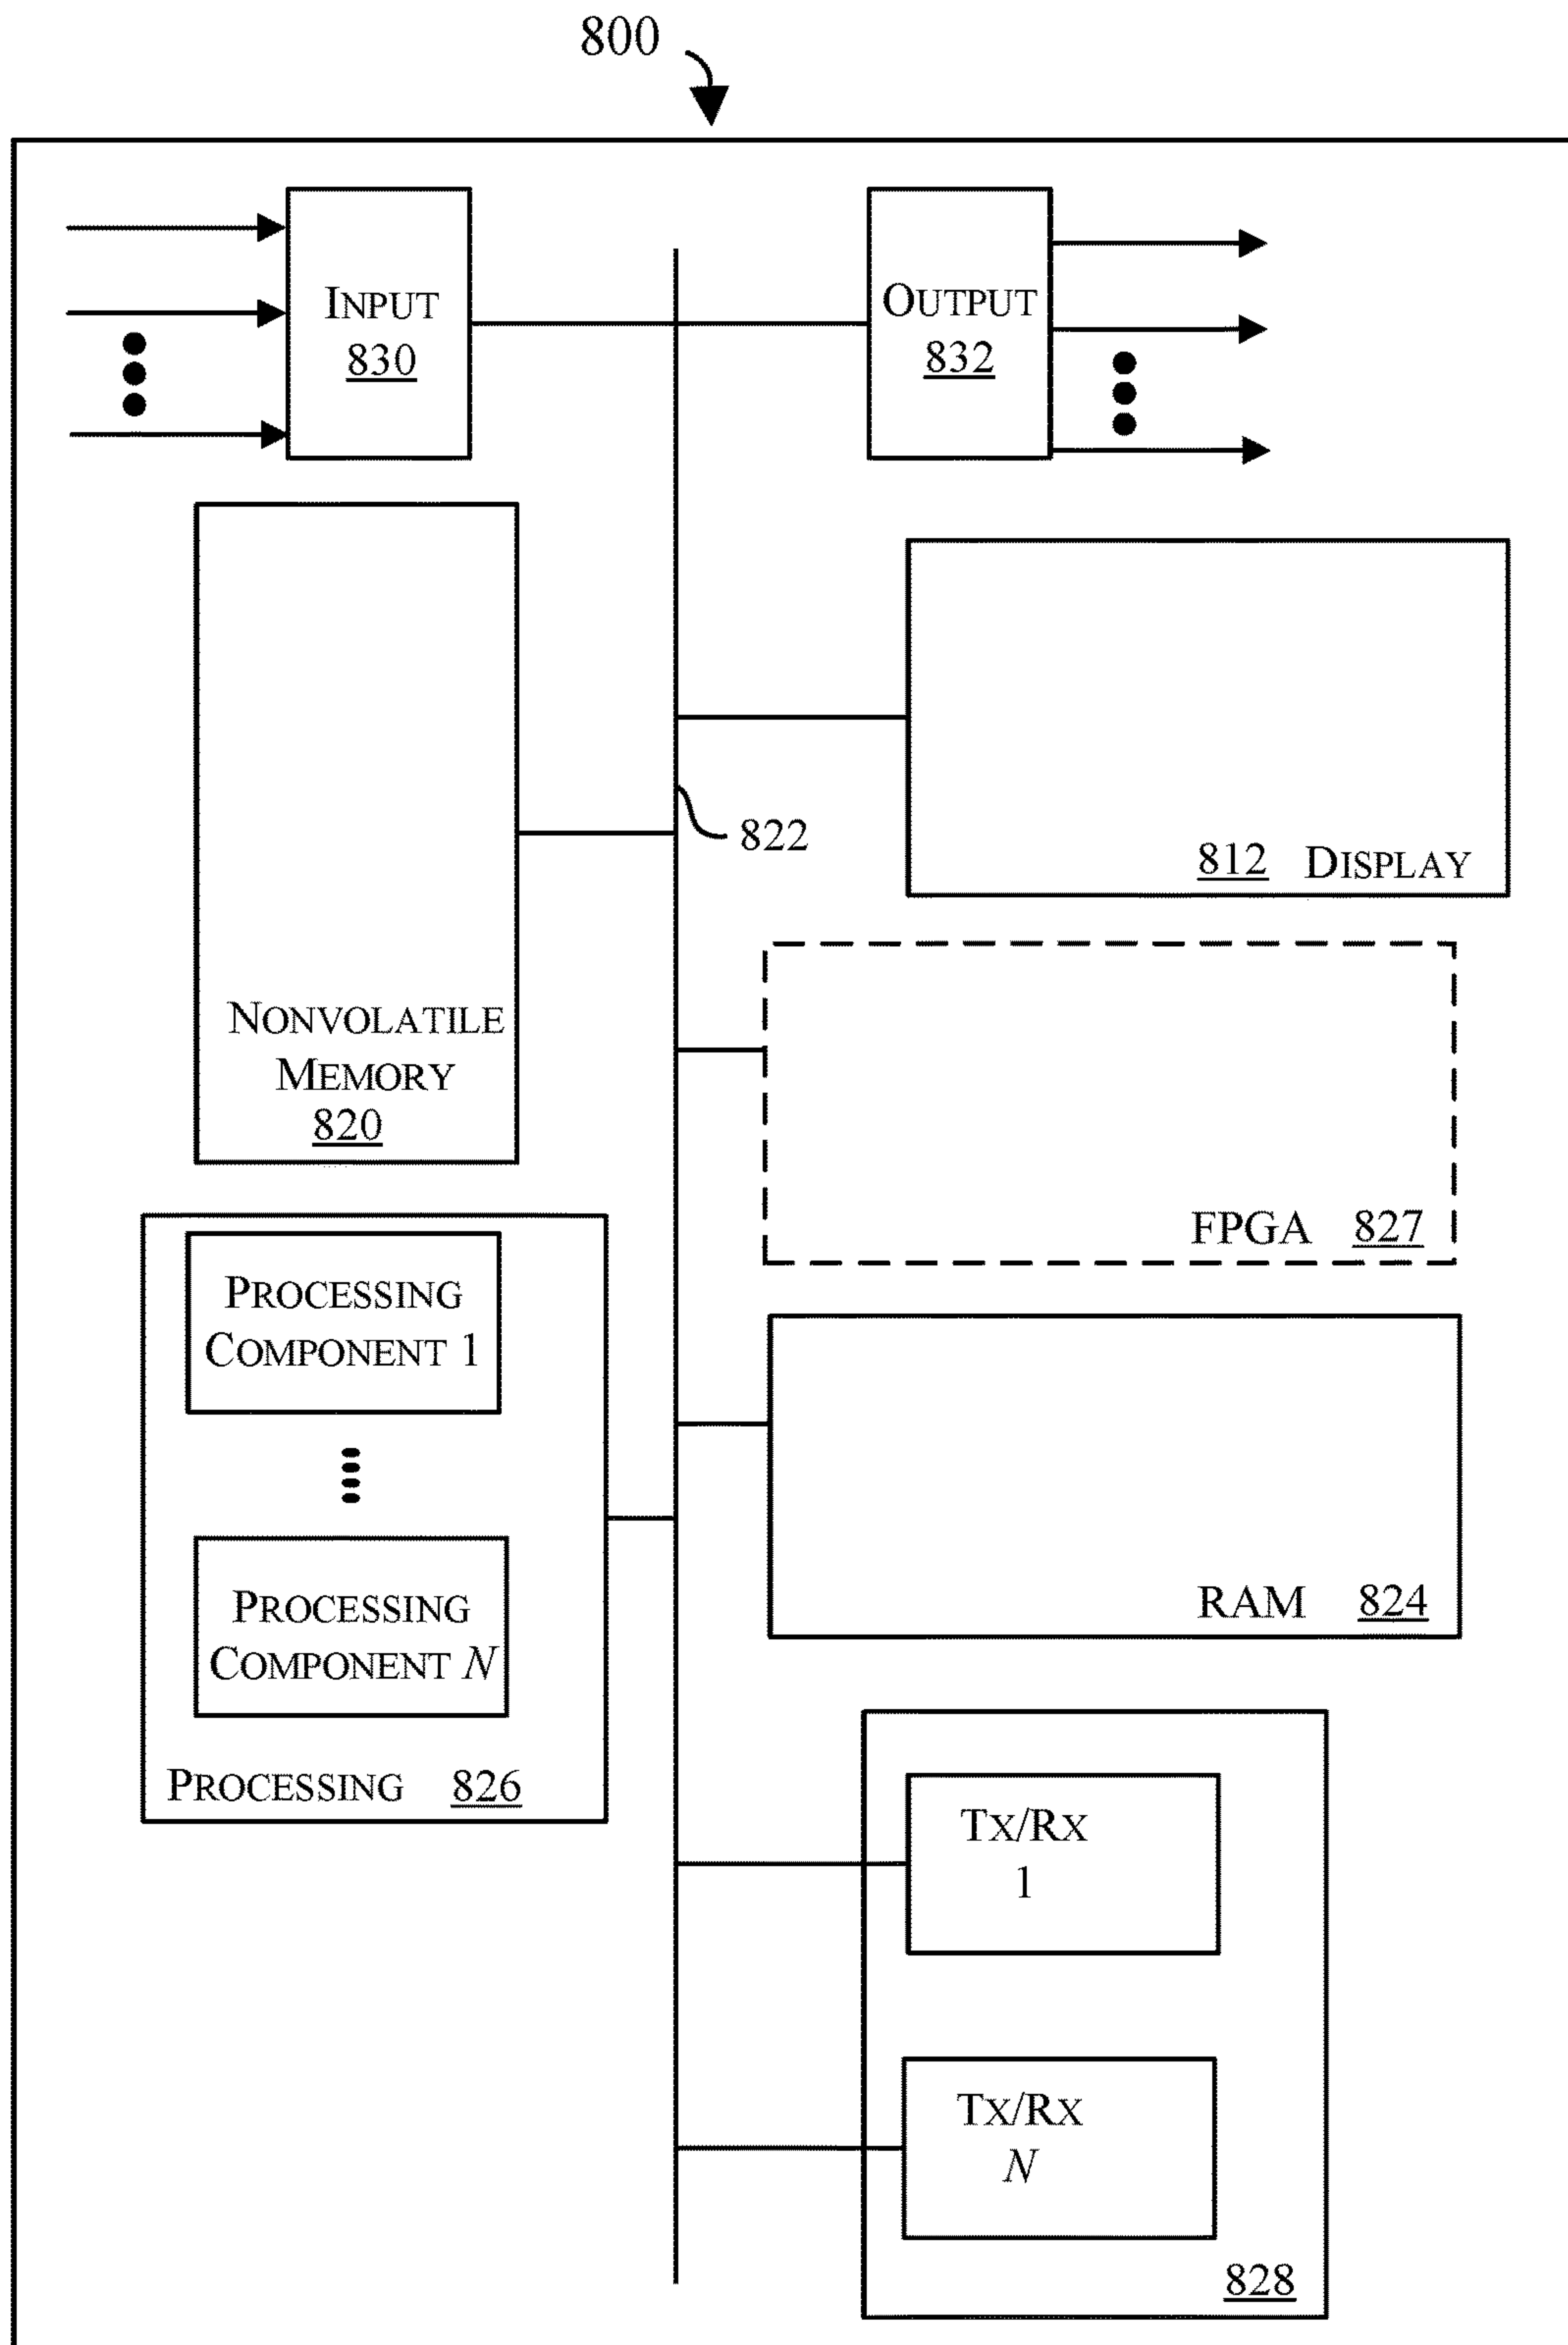 800
INPUT
830
OUTPUT
832
822
812 DISPLAY
NONVOLATILE
MEMORY
820
FPGA 827
PROCESSING
COMPONENT 1
PROCESSING
COMPONENT N
PROCESSING 826
RAM 824
TX/RX
1
TX/RX
N
828